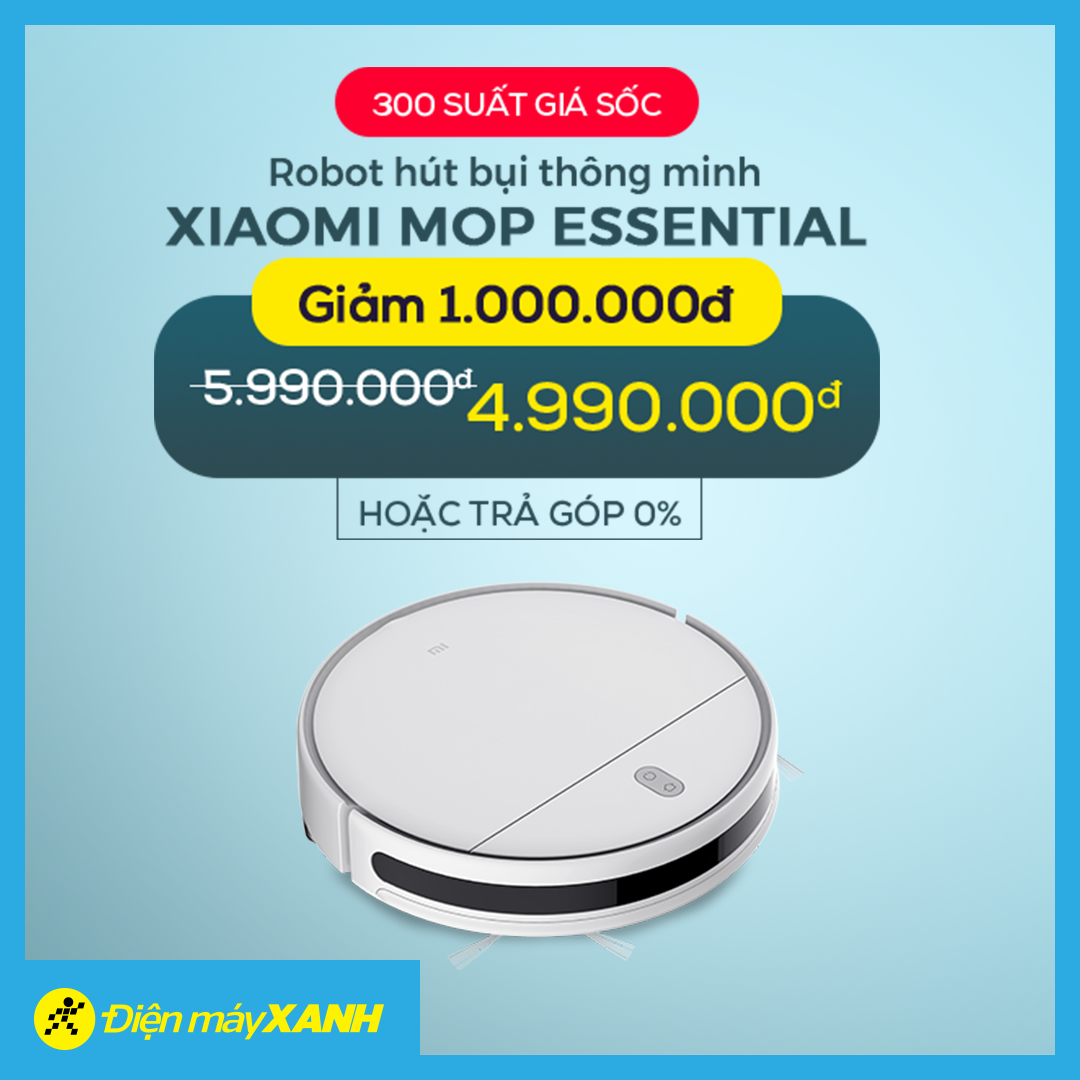 300 SUẤT GIÁ SỐC
Robot hút bụi thông minh
XIAOMI MOP ESSENTIAL
Giảm 1.000.000đ
5.990.000đ 4.990.000đ
HOẶC TRẢ GÓP 0%
mi
Điện máyXANH